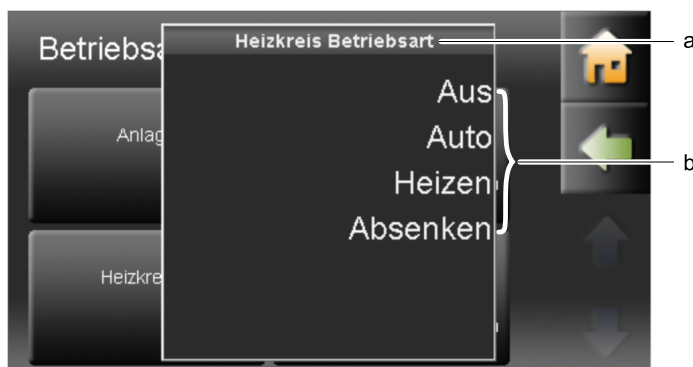 Heizkreis Betriebsart
a
Betriebsa
Aus
Anlag
Auto
b
Heizen
Absenken
Heizkre